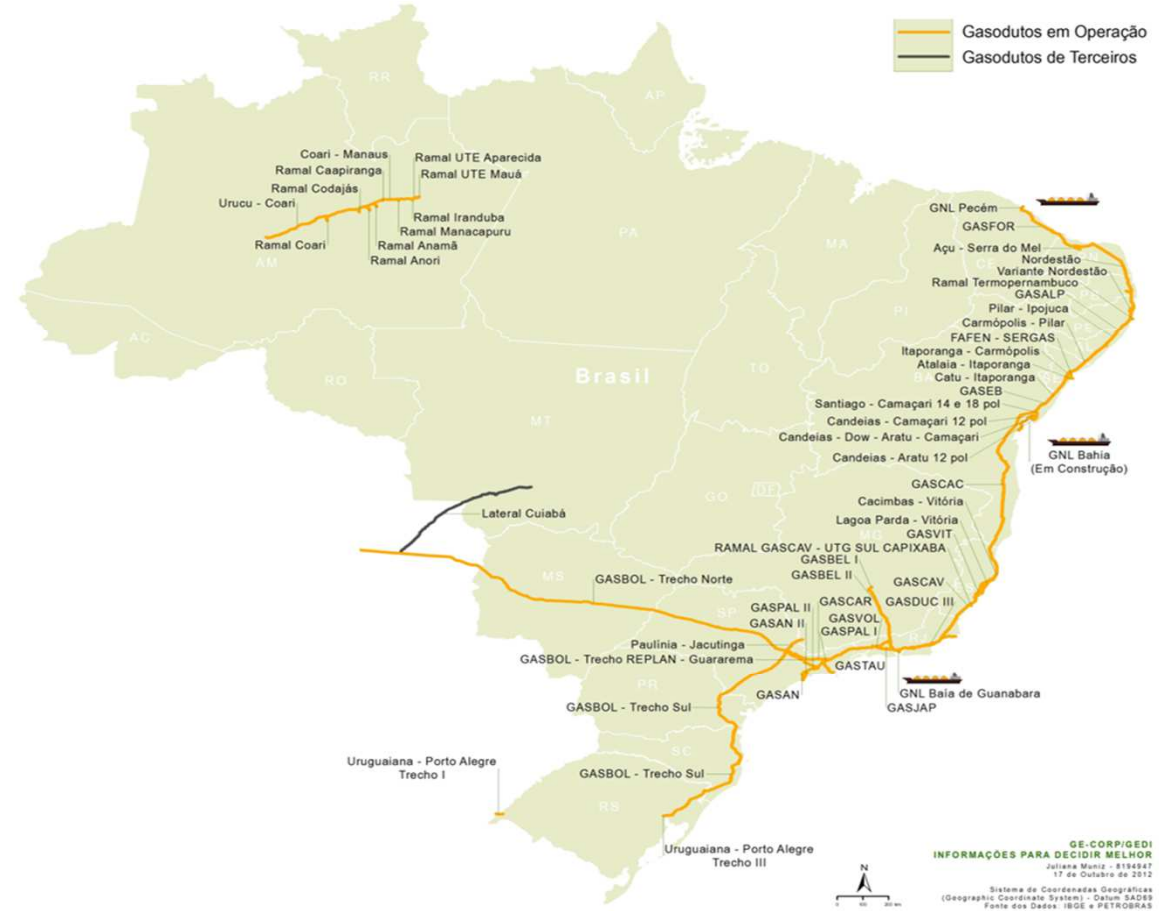 Gasodutos em Operação
Gasodutos de Terceiros
RR
AP
Coari - Manaus
Ramal UTE Aparecida
Ramal Caapiranga
Ramal UTE Mauá
Ramal Codajás
Urucu - Coari
Ramal Iranduba
Ramal Manacapuru
Ramal Coari
Ramal Anamã
Ramal Anori
AM
PA
MA
CE
RN
PI
AC
RO
TO
Brasil
MT
BA
GNL Pecém
GASFOR
Açu - Serra do Mel
Nordestão
Variante Nordestão
Ramal Termopernambuco
GASALP
Pilar - Ipojuca
Carmópolis - Pilar
FAFEN - SERGAS
Itaporanga - Carmópolis
Atalaia - Itaporanga
Catu - Itaporanga
GASEB
Santiago - Camaçari 14 e 18 pol
Candeias - Camaçari 12 pol
Candeias - Dow - Aratu - Camaçari
Candeias - Aratu 12 pol
GNL Bahia
(Em Construção)
GO
DF
MG
ES
GASCAC
Cacimbas - Vitória
Lagoa Parda - Vitória
GASVIT
RAMAL GASCAV - UTG SUL CAPIXABA
GASBEL I
GASBEL II
GASCAV
GASDUC III
Lateral Cuiabá
MS
GASBOL - Trecho Norte
SP
RJ
GASPAL II
GASCAR
GASAN II
GASVOL
GASPAL I
Paulínia - Jacutinga
GASBOL - Trecho REPLAN - Guararema
GASTAU
GASAN
GNL Baía de Guanabara
GASJAP
PR
GASBOL - Trecho Sul
SC
GASBOL - Trecho Sul
RS
Uruguaiana - Porto Alegre
Trecho I
Uruguaiana - Porto Alegre
Trecho III
N
GE-CORP/GEDI
INFORMAÇÕES PARA DECIDIR MELHOR
Juliana Muniz - 8194947
17 de Outubro de 2012
Sistema de Coordenadas Geográficas
(Geographic Coordinate System) - Datum SAD69
Fonte dos Dados: IBGE e PETROBRAS